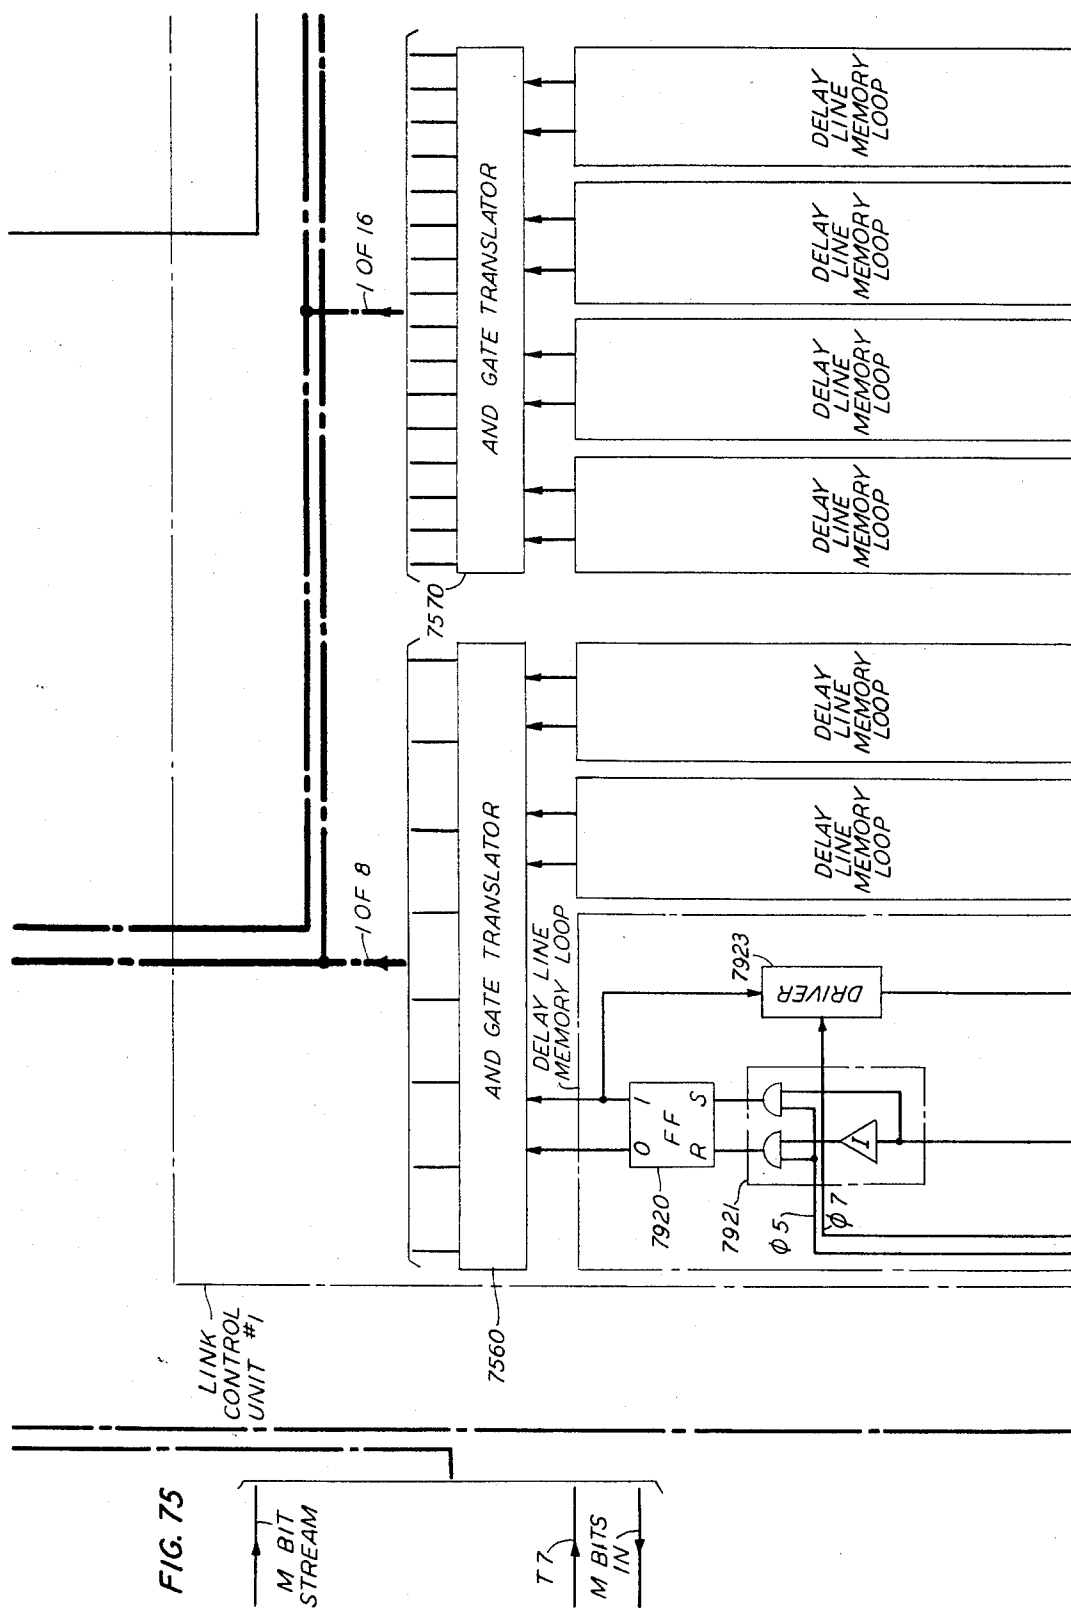 FIG. 75
M BIT
STREAM
T7
M BITS
IN
LINK
CONTROL
UNIT #1
1 OF 8
1 OF 16
7560
AND GATE TRANSLATOR
7570
AND GATE TRANSLATOR
DELAY LINE
MEMORY LOOP
7920
0 1
FF
R S
7921
I
φ5
φ7
7923
DRIVER
DELAY
LINE
MEMORY
LOOP
DELAY
LINE
MEMORY
LOOP
DELAY
LINE
MEMORY
LOOP
DELAY
LINE
MEMORY
LOOP
DELAY
LINE
MEMORY
LOOP
DELAY
LINE
MEMORY
LOOP